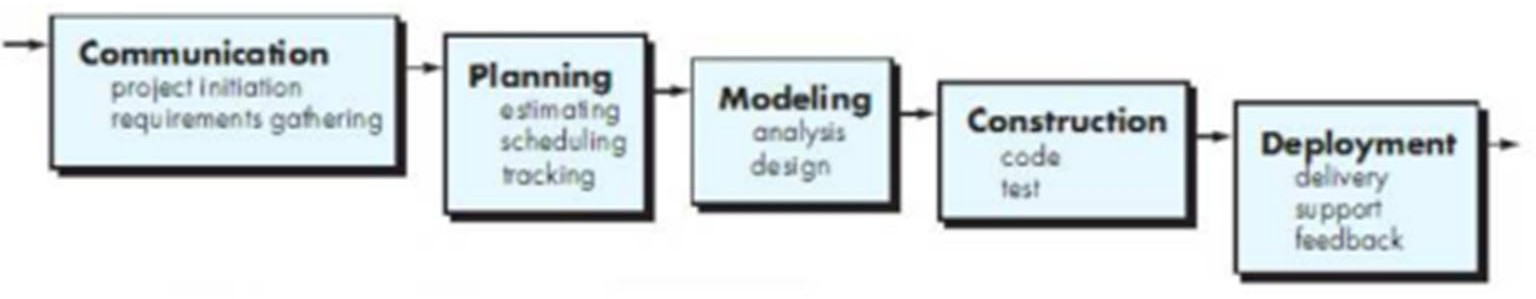 Communication
project initiation
requirements gathering
Planning
estimating
scheduling
tracking
Modeling
analysis
design
Construction
code
test
Deployment
delivery
support
feedback